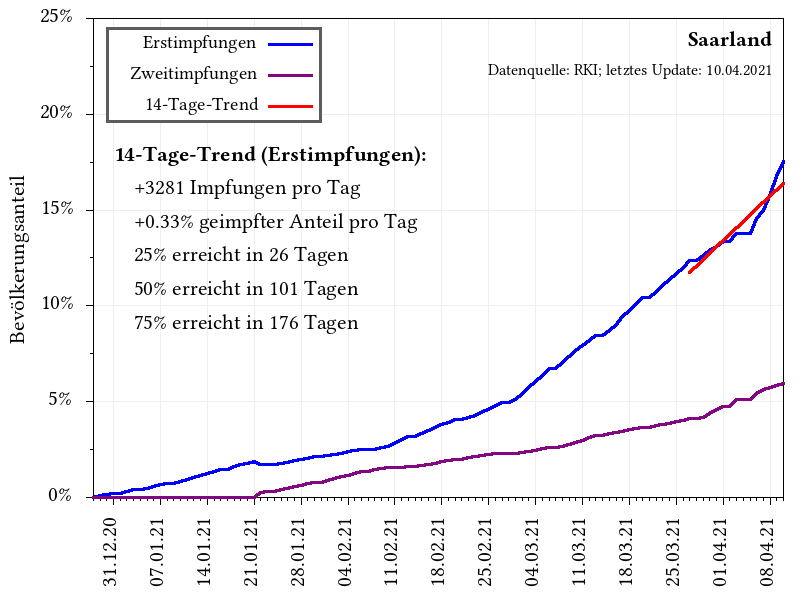 25%
20%
15%
10%
5%
0%
Bevölkerungsanteil
Erstimpfungen
Zweitimpfungen
14-Tage-Trend
Saarland
Datenquelle: RKI; letztes Update: 10.04.2021
14-Tage-Trend (Erstimpfungen):
+3281 Impfungen pro Tag
+0.33% geimpfter Anteil pro Tag
25% erreicht in 26 Tagen
50% erreicht in 101 Tagen
75% erreicht in 176 Tagen
31.12.20
07.01.21
14.01.21
21.01.21
28.01.21
04.02.21
11.02.21
18.02.21
25.02.21
04.03.21
11.03.21
18.03.21
25.03.21
01.04.21
08.04.21